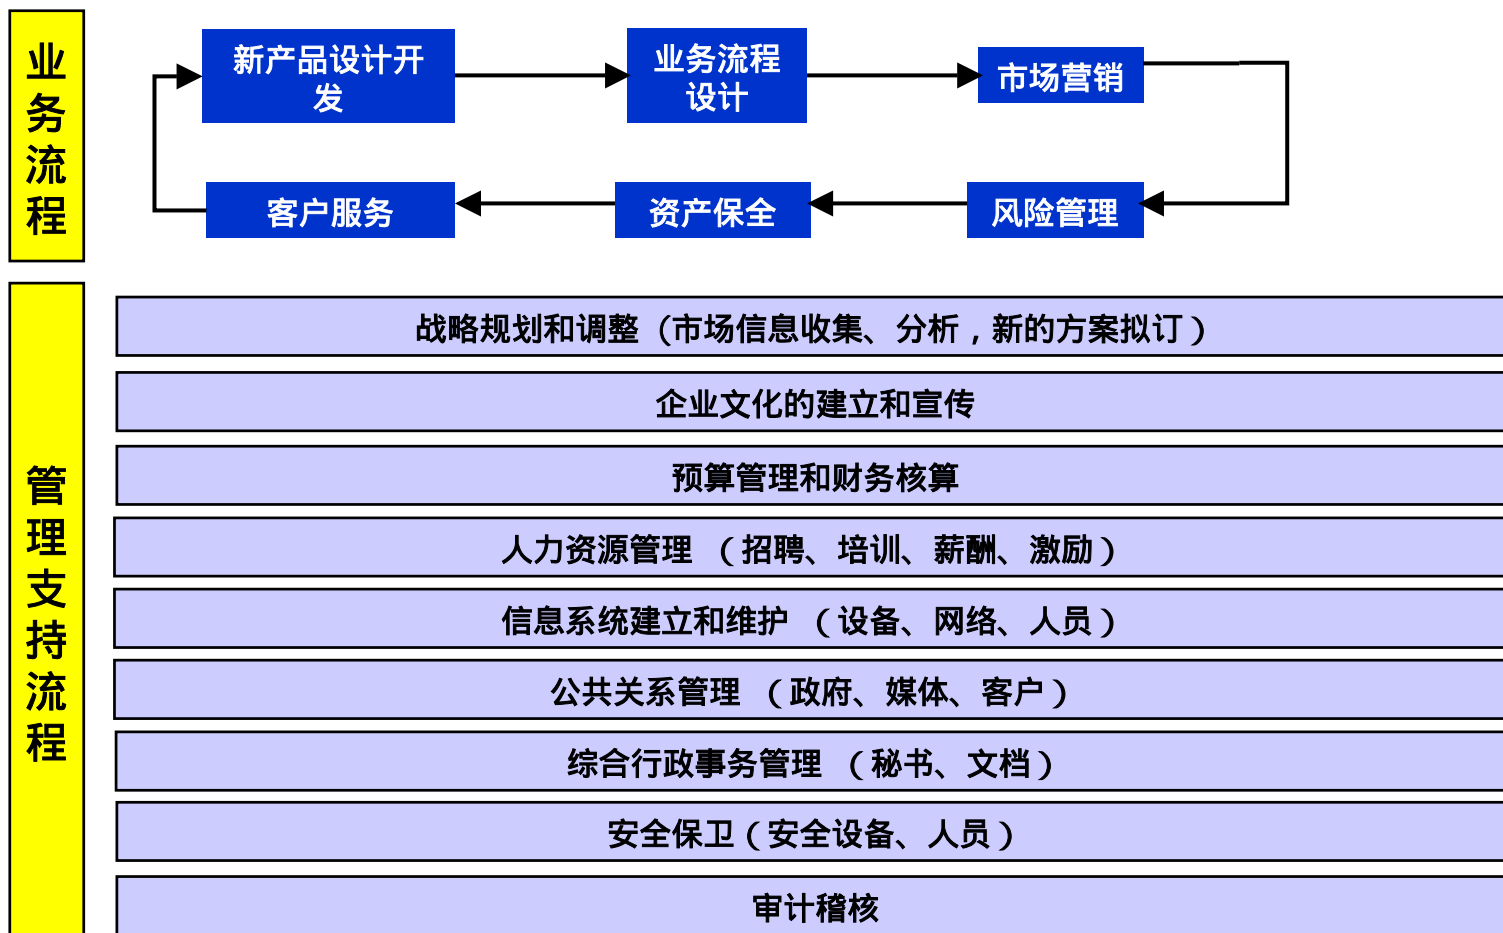 业务流程
新产品设计开
发
业务流程
设计
市场营销
客户服务
资产保全
风险管理
管理支持流程
战略规划和调整（市场信息收集、分析，新的方案拟订）
企业文化的建立和宣传
预算管理和财务核算
人力资源管理 （招聘、培训、薪酬、激励）
信息系统建立和维护 （设备、网络、人员）
公共关系管理 （政府、媒体、客户）
综合行政事务管理 （秘书、文档）
安全保卫（安全设备、人员）
审计稽核